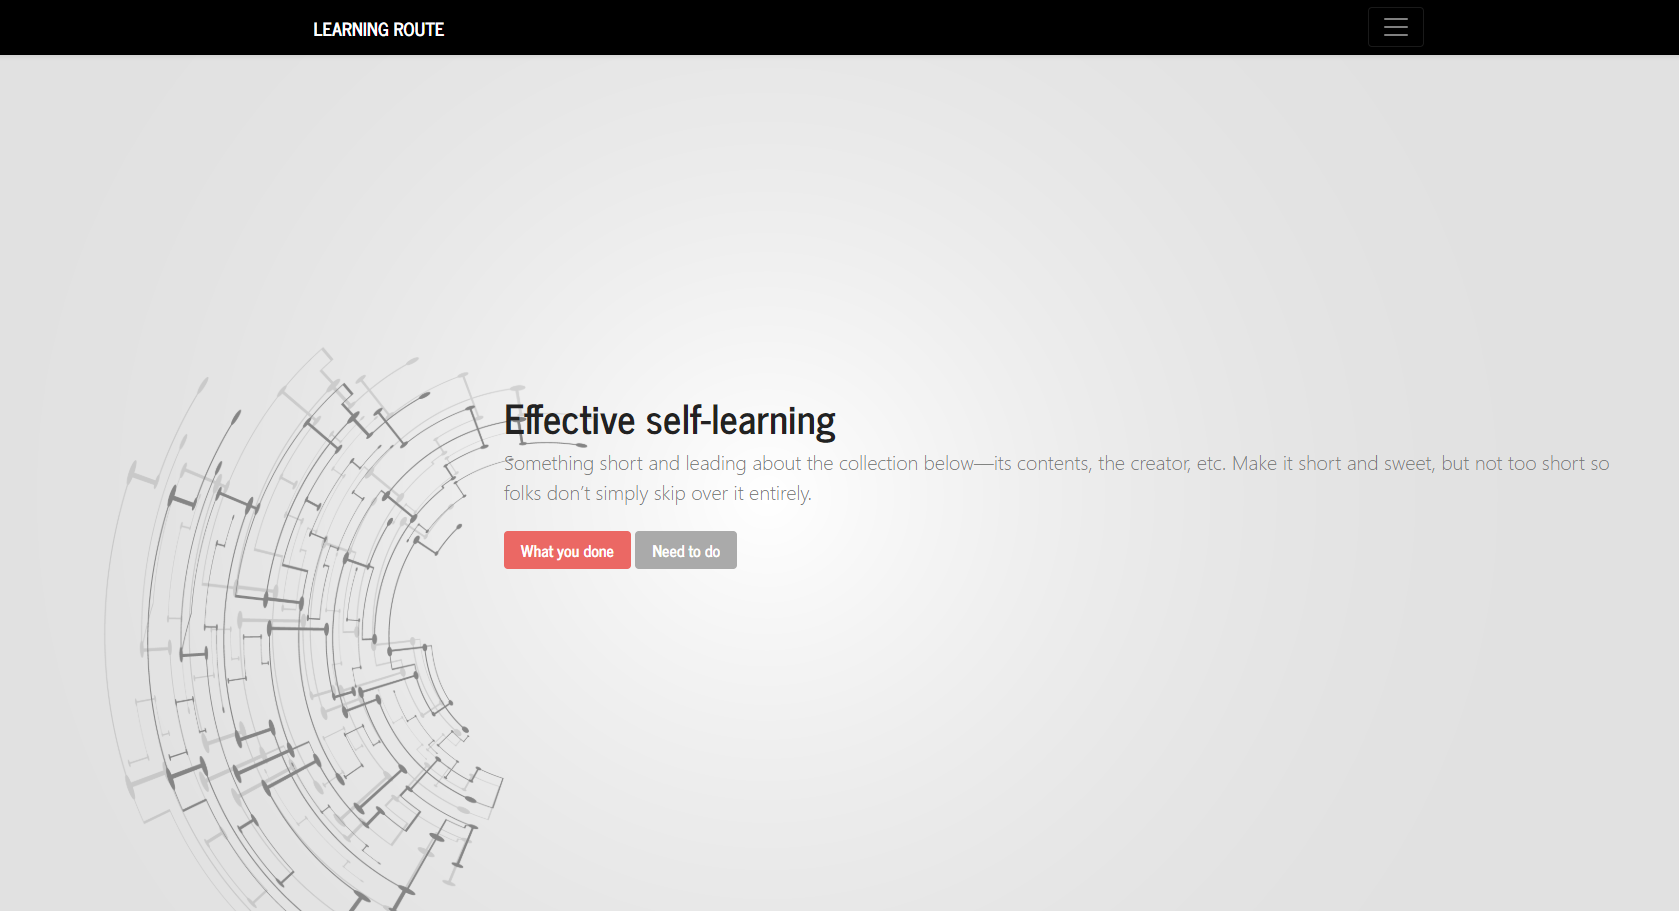 LEARNING ROUTE
Effective self-learning
Something short and leading about the collection below—its contents, the creator, etc. Make it short and sweet, but not too short so
folks don’t simply skip over it entirely.
What you done
Need to do